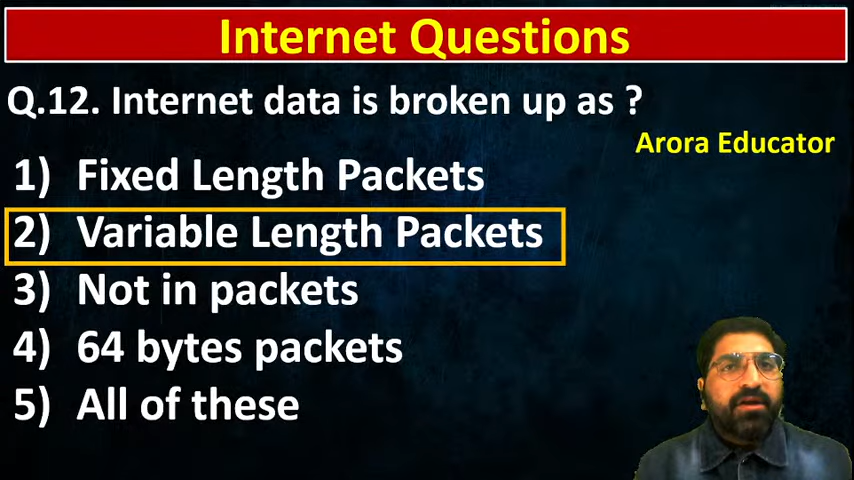 Internet Questions
Q.12. Internet data is broken up as ?
Arora Educator
1) Fixed Length Packets
2) Variable Length Packets
3) Not in packets
4) 64 bytes packets
5) All of these